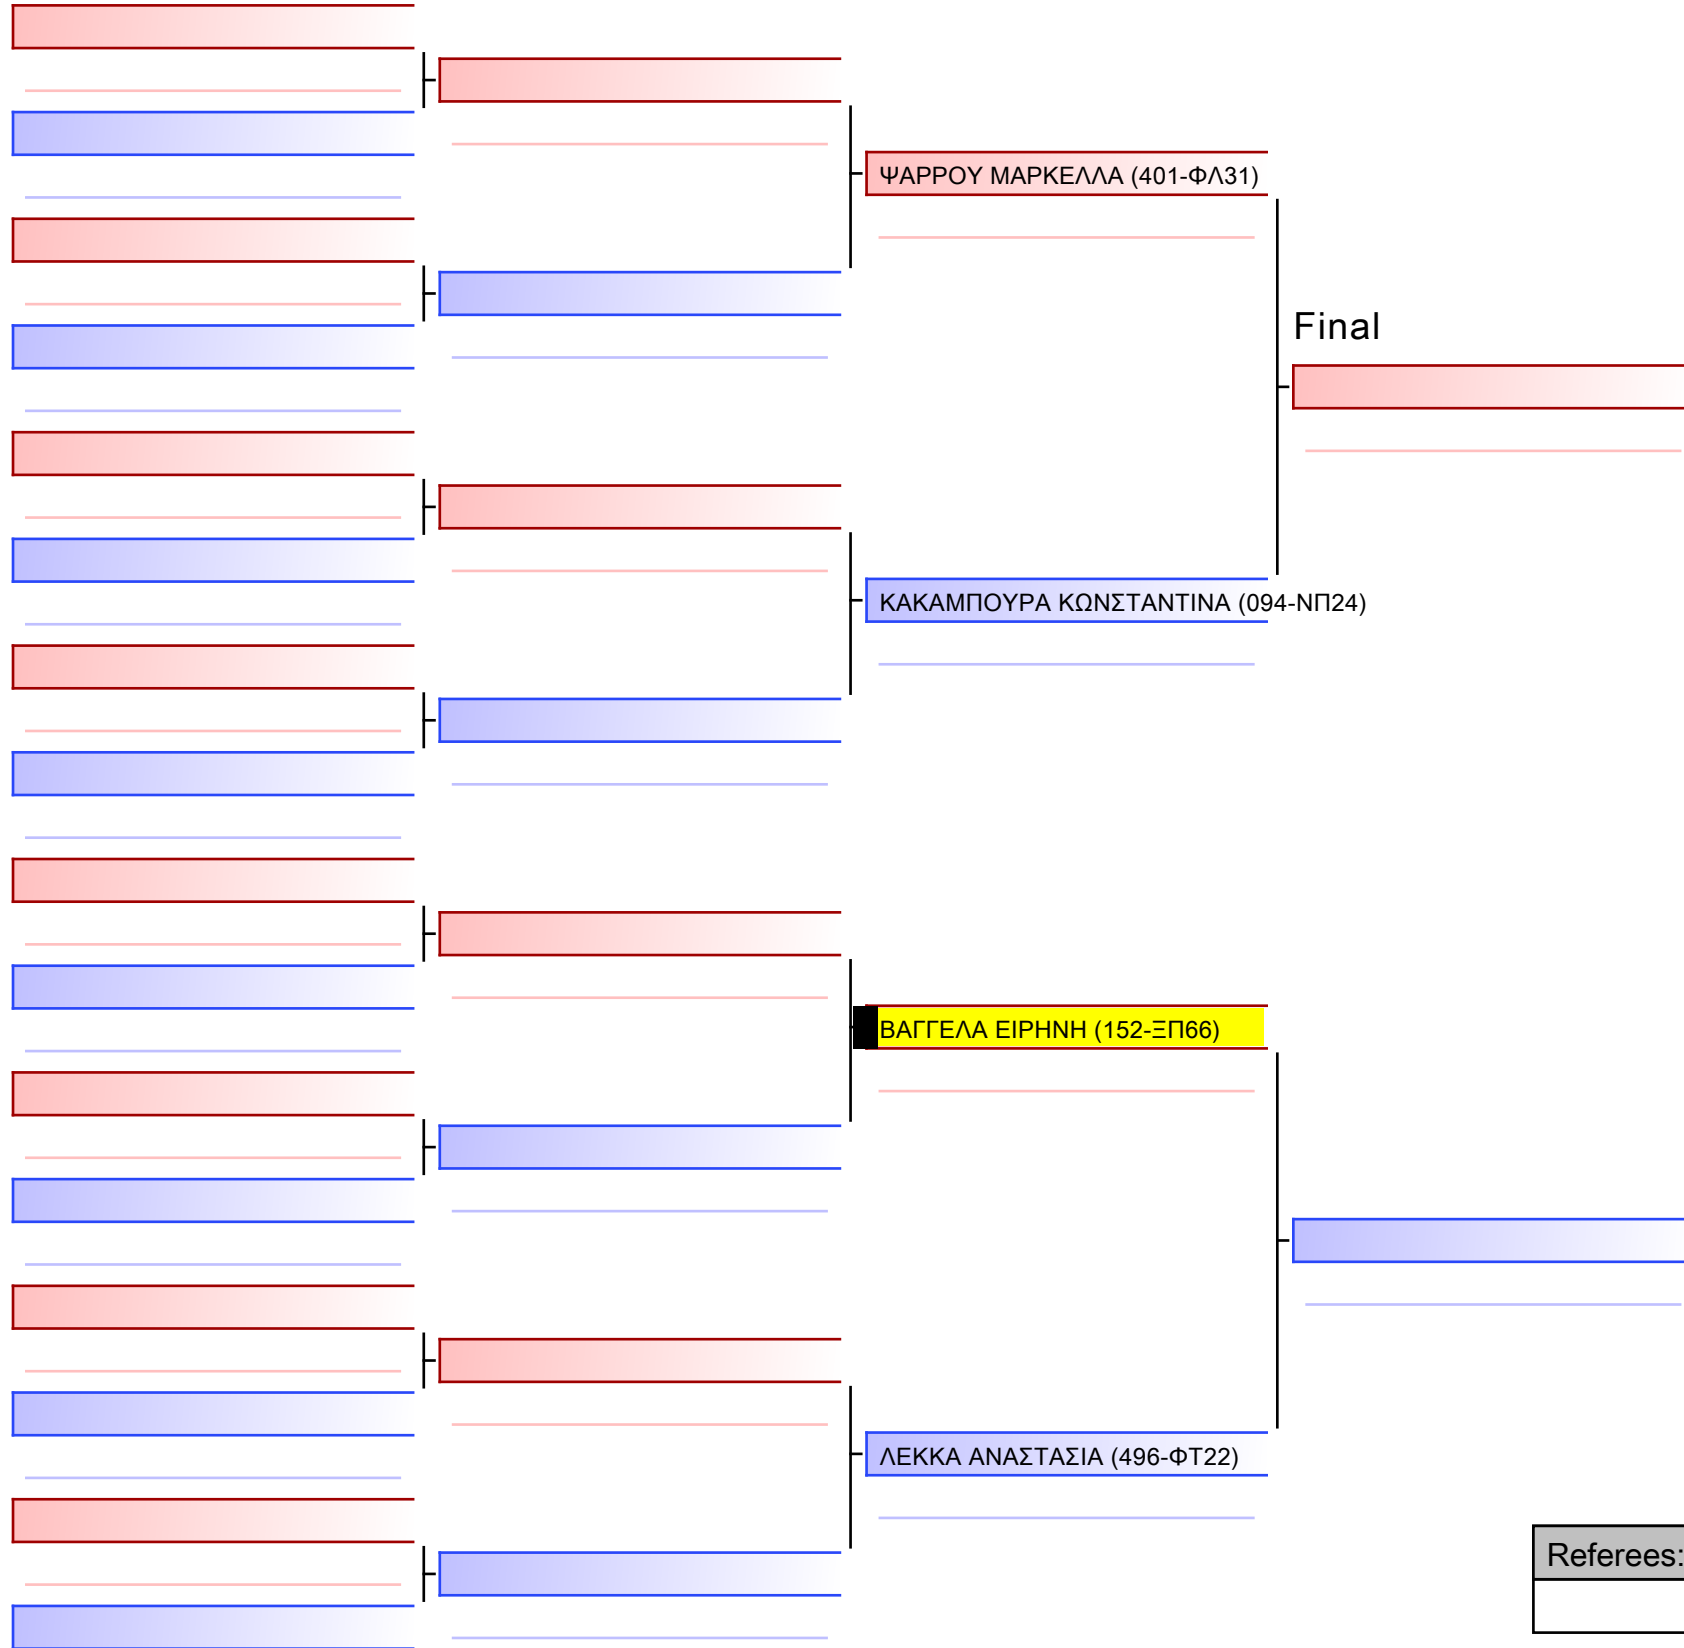 ΨΑΡΡΟΥ ΜΑΡΚΕΛΛΑ (401-ΦΛ31)
Final
ΚΑΚΑΜΠΟΥΡΑ ΚΩΝΣΤΑΝΤΙΝΑ (094-ΝΠ24)
ΒΑΓΓΕΛΑ ΕΙΡΗΝΗ (152-ΞΠ66)
ΛΕΚΚΑ ΑΝΑΣΤΑΣΙΑ (496-ΦΤ22)
Referees: